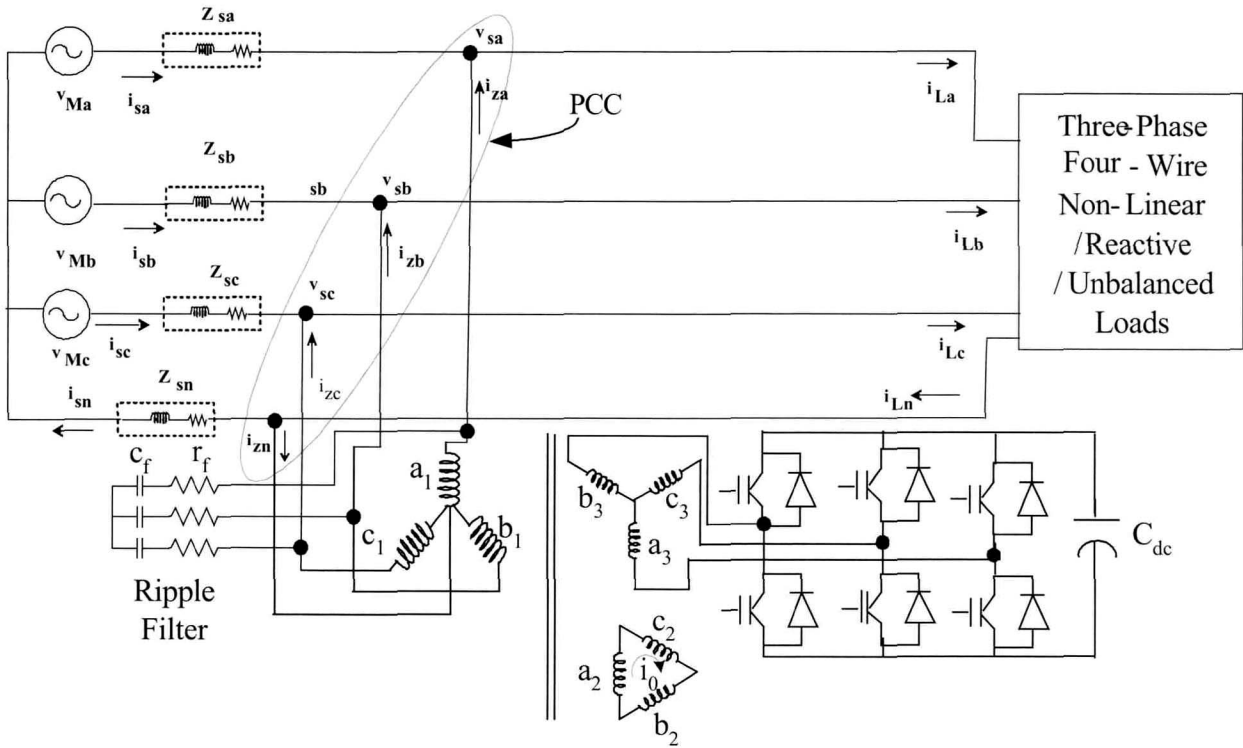 Z sa
v sa
v Ma
i sa
i za
PCC
i La
Three-Phase
Four - Wire
Non- Linear
/Reactive
/Unbalanced
Loads
Z sb
sb
v sb
v Mb
i sb
i zb
i Lb
Z sc
v sc
v Mc
i sc
i zc
i Lc
Z sn
i sn
i Ln
i zn
c f
r f
a 1
c 1
b 1
Ripple
Filter
b 3
c 3
a 3
C dc
c 2
a 2
i 0
b 2